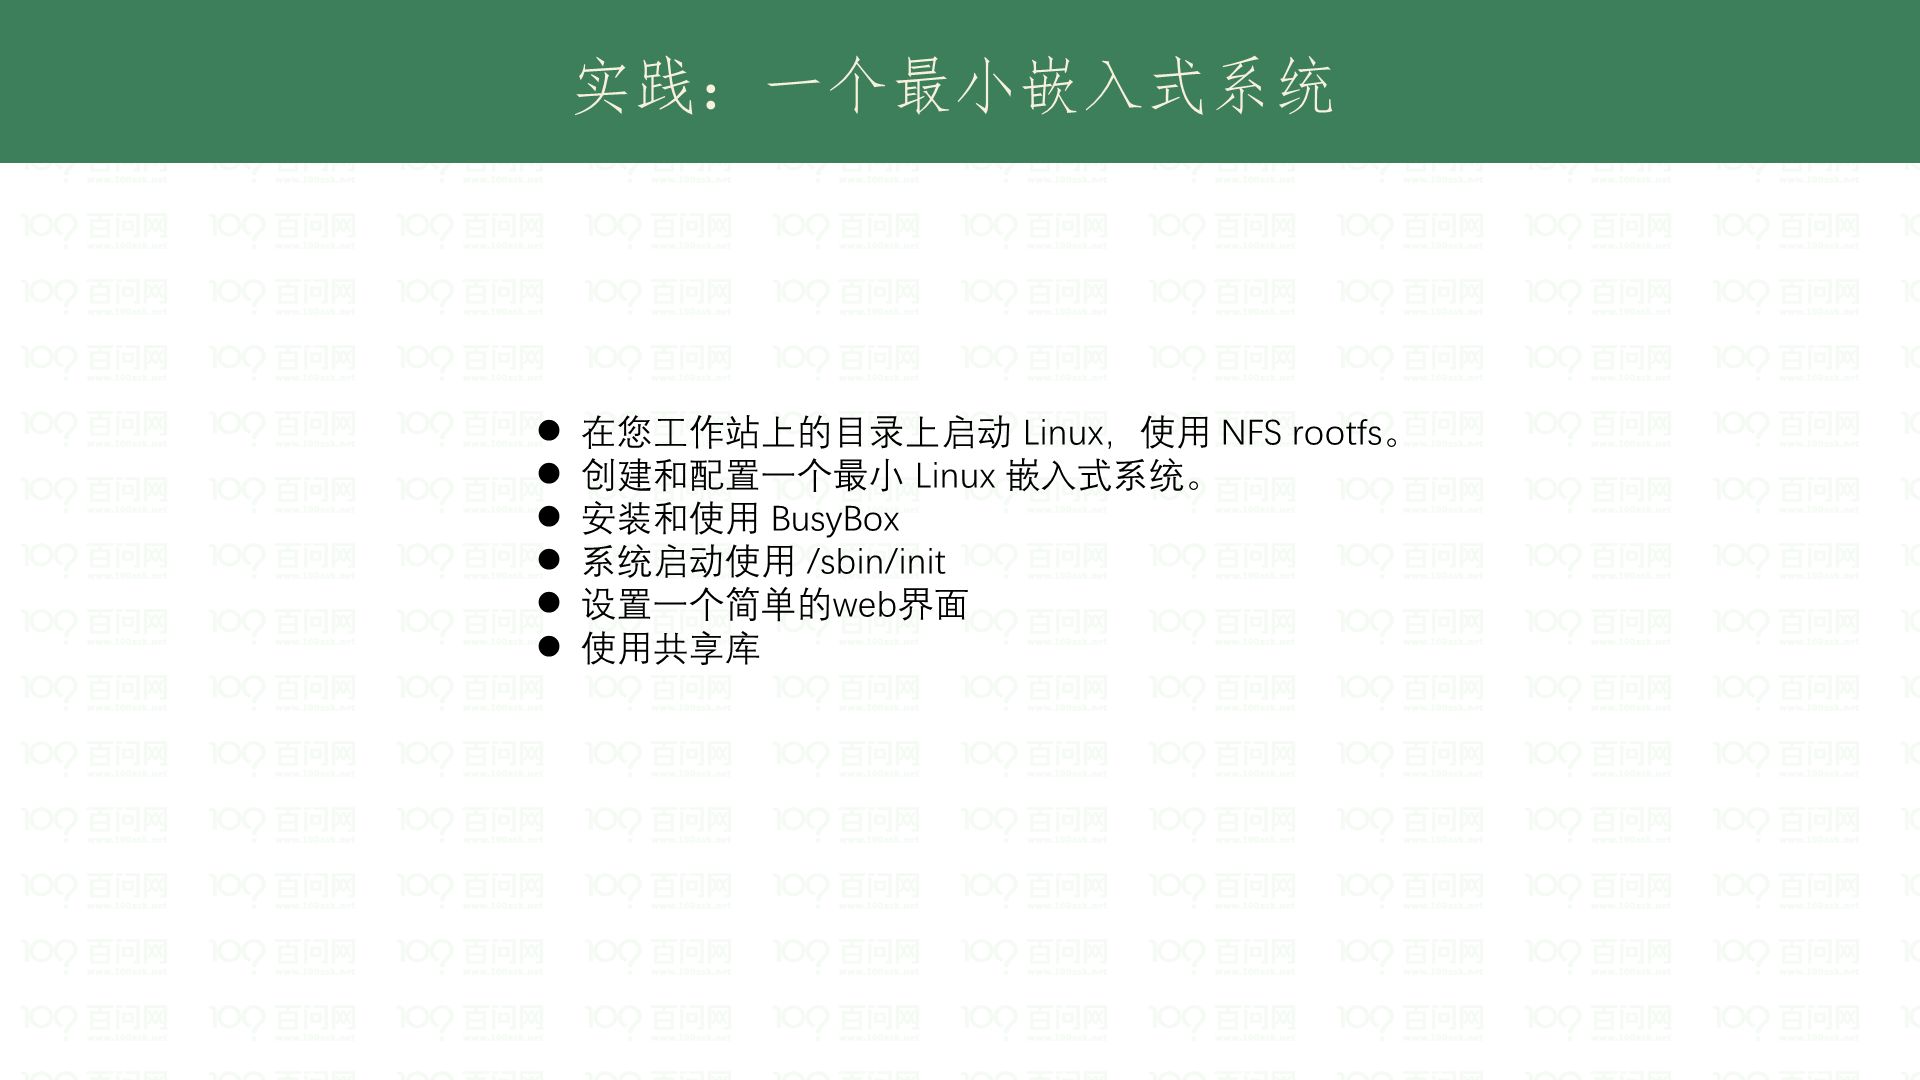 实践：一个最小嵌入式系统
● 在您工作站上的目录上启动 Linux，使用 NFS rootfs。
● 创建和配置一个最小 Linux 嵌入式系统。
● 安装和使用 BusyBox
● 系统启动使用 /sbin/init
● 设置一个简单的web界面
● 使用共享库